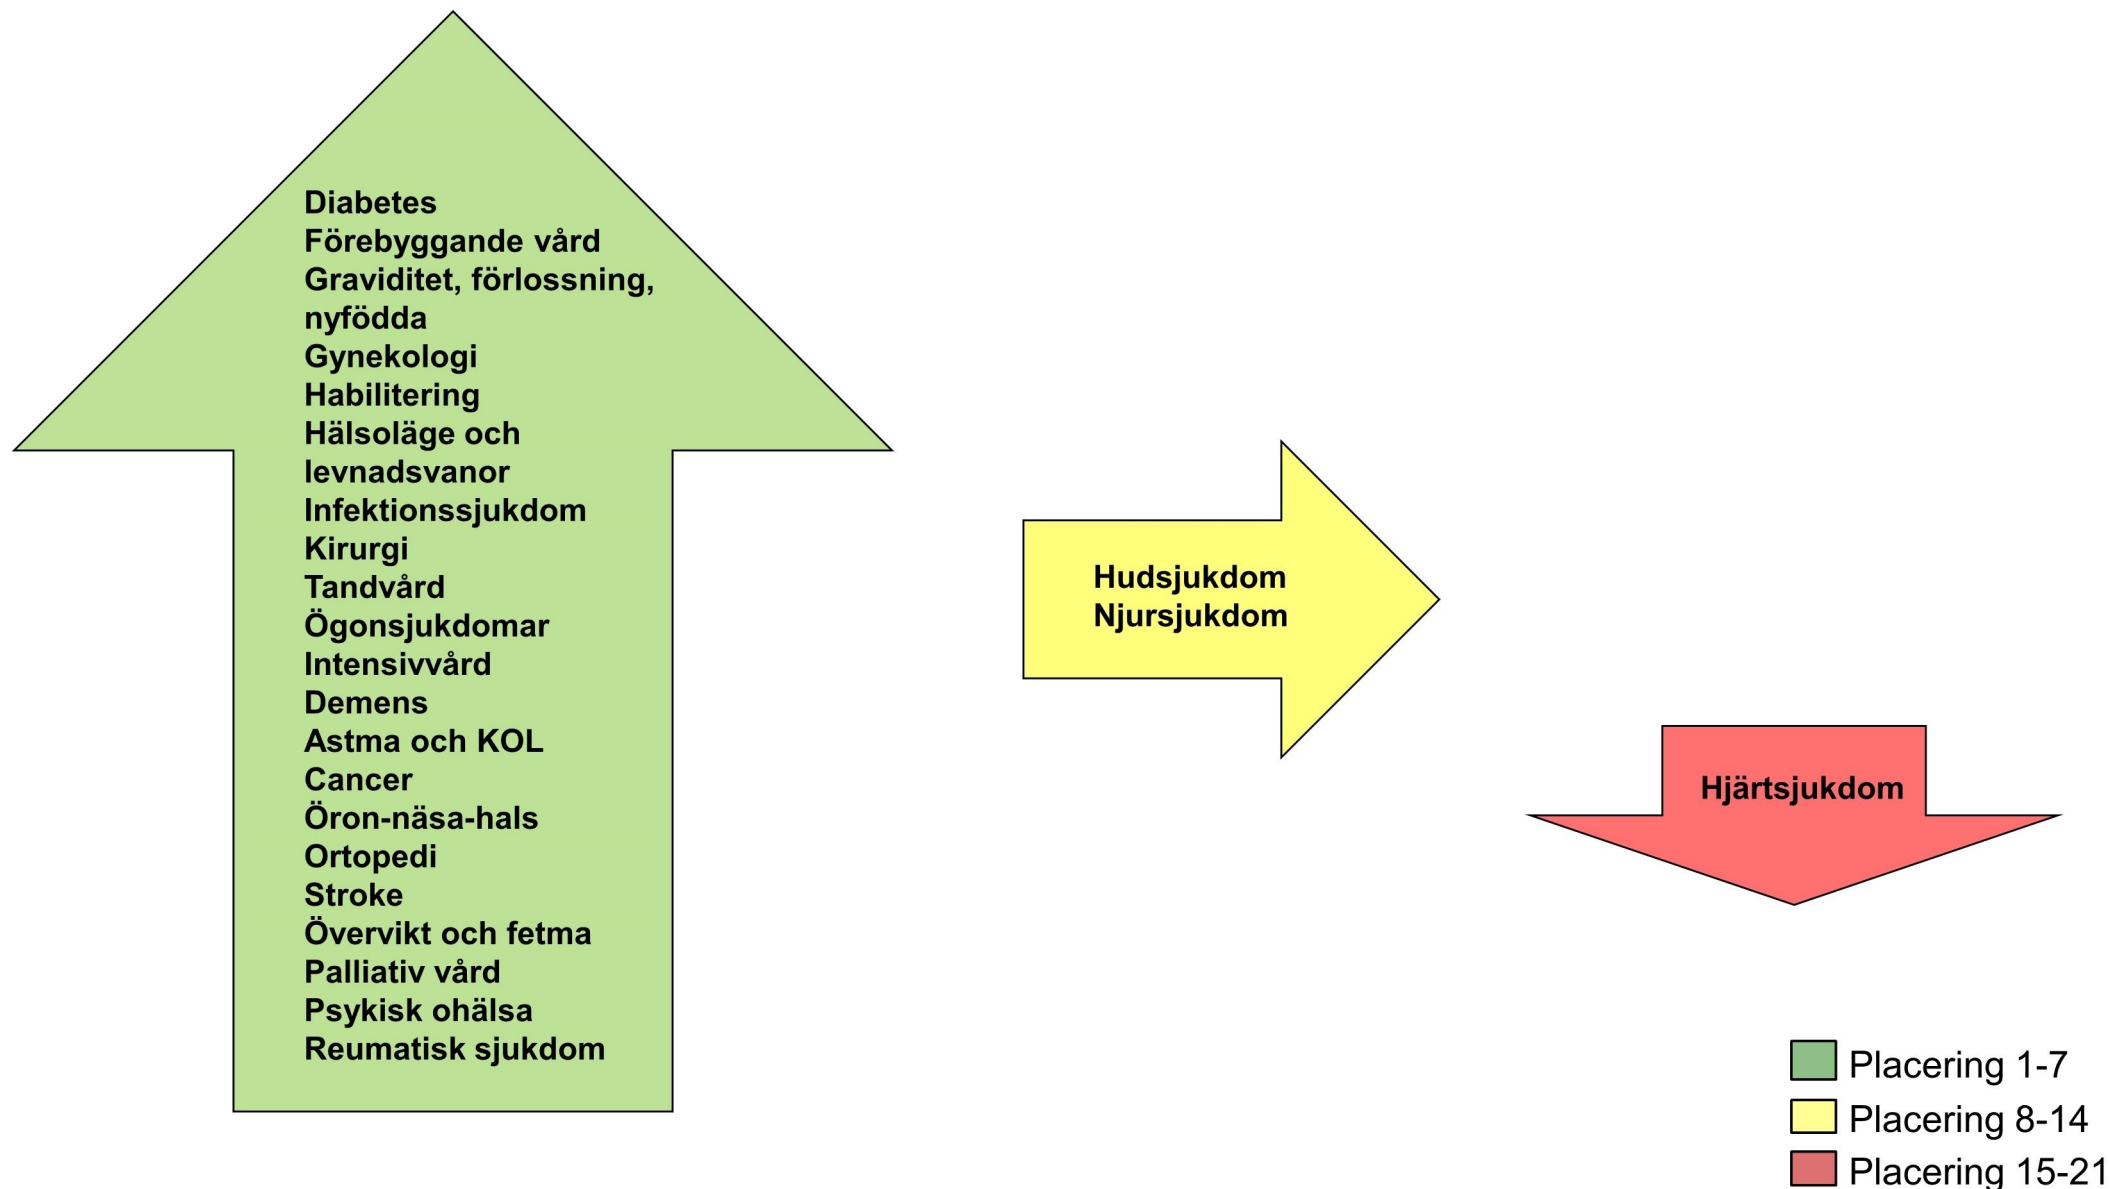 Diabetes
Förebyggande vård
Graviditet, förlossning,
nyfödda
Gynekologi
Habilitering
Hälsoläge och
levnadsvanor
Infektionssjukdom
Kirurgi
Tandvård
Ögonsjukdomar
Intensivvård
Demens
Astma och KOL
Cancer
Öron-näsa-hals
Ortopedi
Stroke
Övervikt och fetma
Palliativ vård
Psykisk ohälsa
Reumatisk sjukdom
Hudsjukdom
Njursjukdom
Hjärtsjukdom
Placering 1-7
Placering 8-14
Placering 15-21